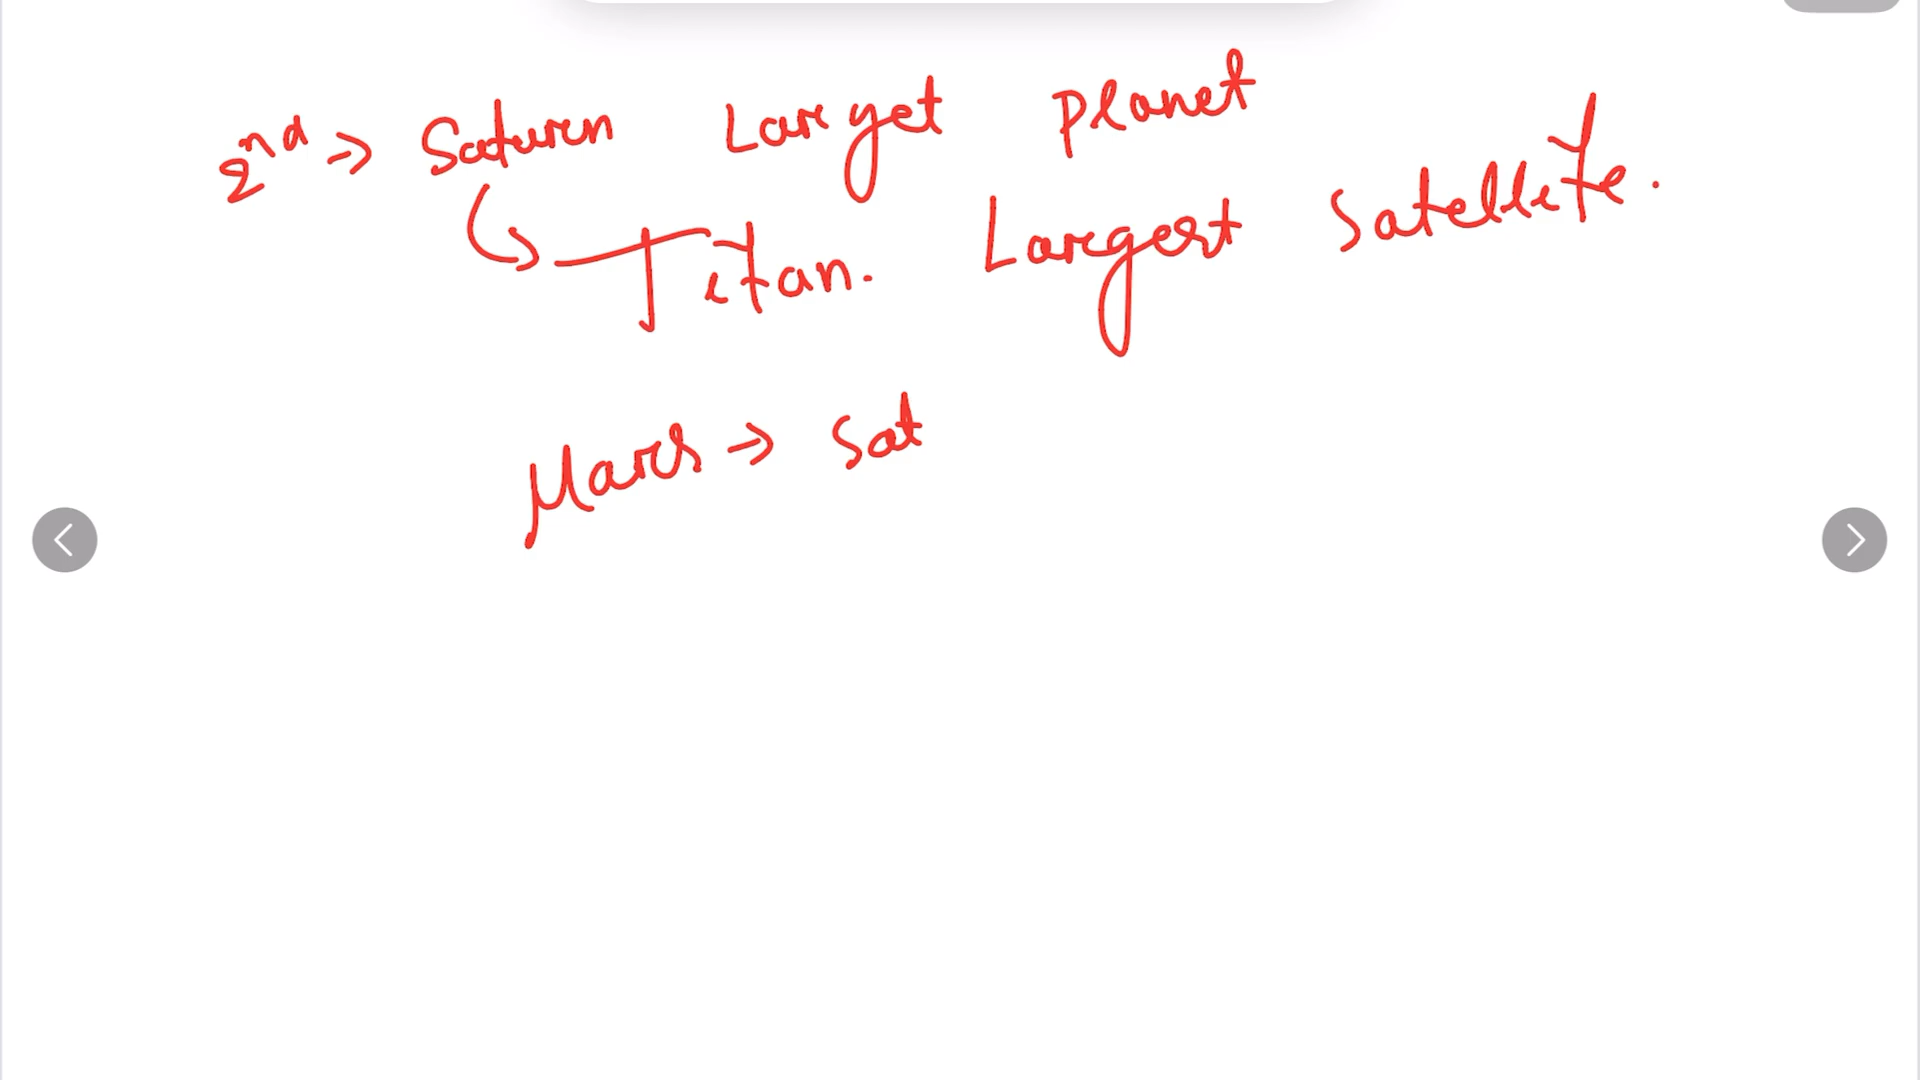 2nd → Saturn Larget Planet
Titan. Largest Satellite.
Mars → Sat